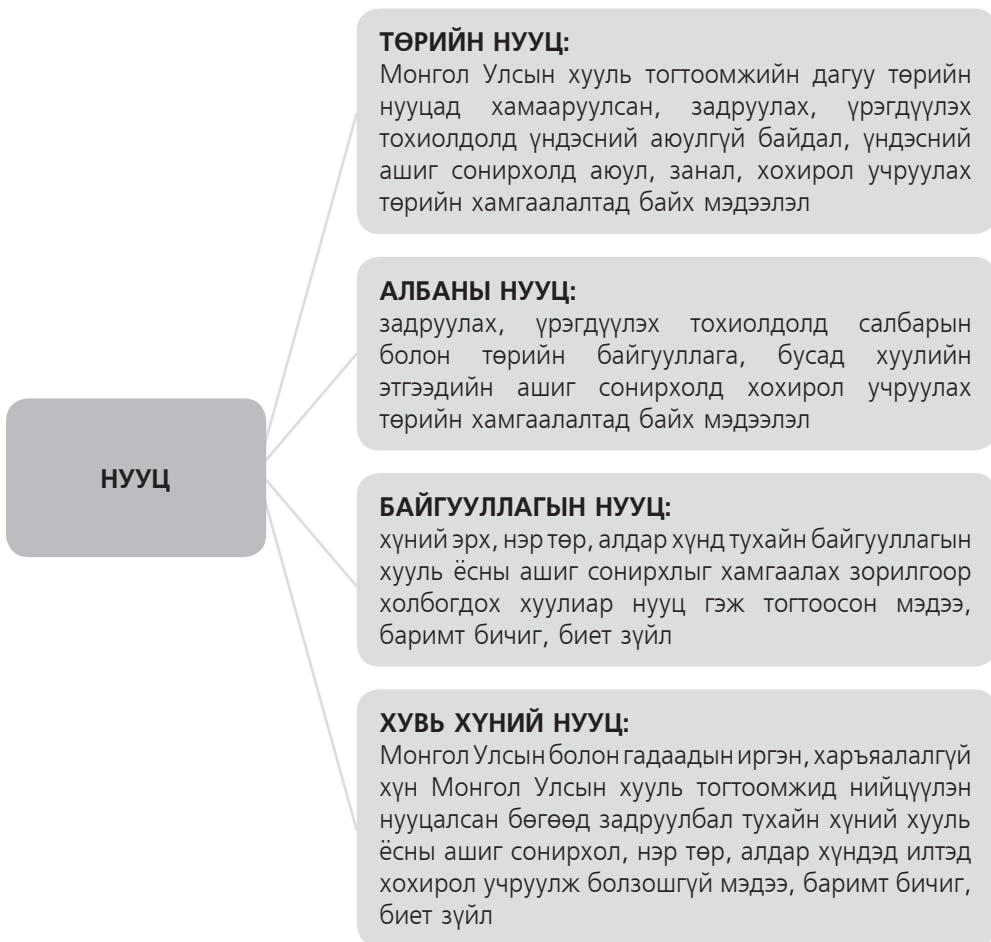 ТӨРИЙН НУУЦ:
Монгол Улсын хууль тогтоомжийн дагуу төрийн
нууцад хамааруулсан, задруулах, үрэгдүүлэх
тохиолдолд үндэсний аюулгүй байдал, үндэсний
ашиг сонирхолд аюул, занал, хохирол учруулах
төрийн хамгаалалтад байх мэдээлэл
АЛБАНЫ НУУЦ:
задруулах, үрэгдүүлэх тохиолдолд салбарын
болон төрийн байгууллага, бусад хуулийн
этгээдийн ашиг сонирхолд хохирол учруулах
төрийн хамгаалалтад байх мэдээлэл
НУУЦ
БАЙГУУЛЛАГЫН НУУЦ:
хүний эрх, нэр төр, алдар хүнд тухайн байгууллагын
хууль ёсны ашиг сонирхлыг хамгаалах зорилгоор
холбогдох хуулиар нууц гэж тогтоосон мэдээ,
баримт бичиг, биет зүйл
ХУВЬ ХҮНИЙ НУУЦ:
Монгол Улсын болон гадаадын иргэн, харъяалалгүй
хүн Монгол Улсын хууль тогтоомжид нийцүүлэн
нууцалсан бөгөөд задруулбал тухайн хүний хууль
ёсны ашиг сонирхол, нэр төр, алдар хүндэд илтэд
хохирол учруулж болзошгүй мэдээ, баримт бичиг,
биет зүйл